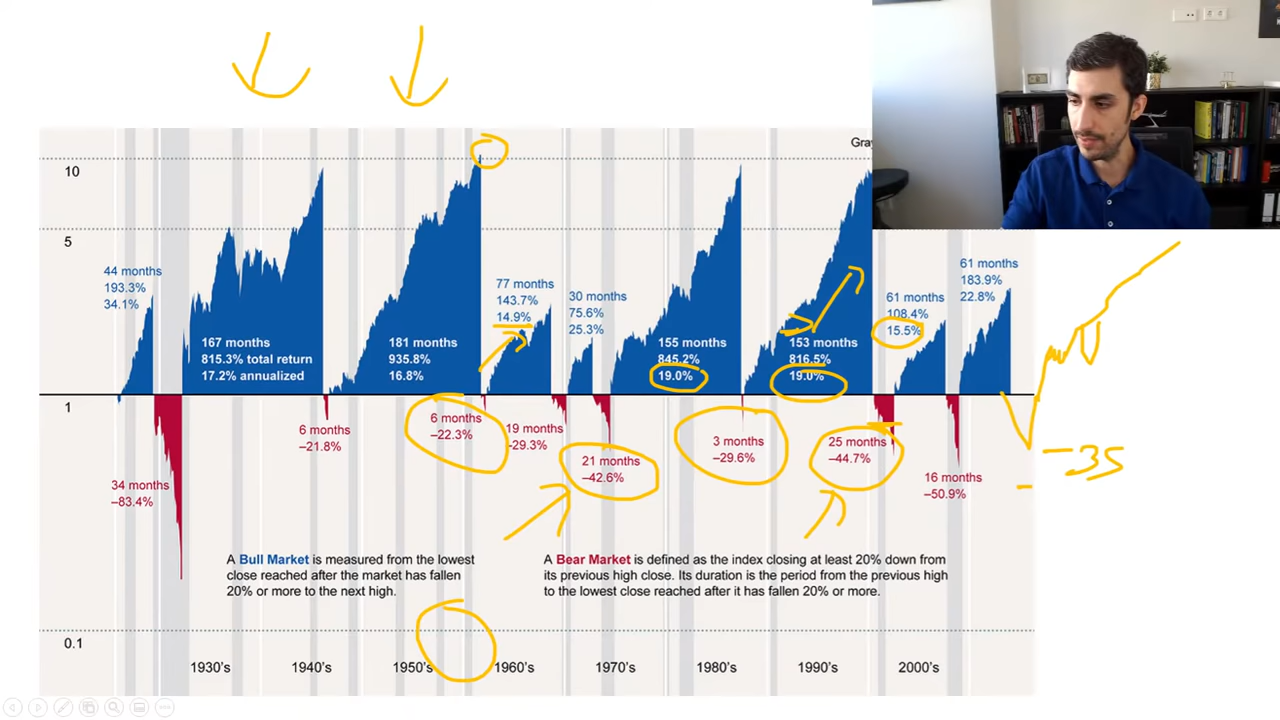 Gray
10
5
1
0.1
44 months
193.3%
34.1%
167 months
815.3% total return
17.2% annualized
181 months
935.8%
16.8%
77 months
143.7%
14.9%
30 months
75.6%
25.3%
155 months
845.2%
19.0%
153 months
816.5%
19.0%
61 months
108.4%
15.5%
61 months
183.9%
22.8%
34 months
–83.4%
6 months
–21.8%
6 months
–22.3%
19 months
-29.3%
21 months
–42.6%
3 months
–29.6%
25 months
–44.7%
16 months
–50.9%
-35
A Bull Market is measured from the lowest
close reached after the market has fallen
20% or more to the next high.
A Bear Market is defined as the index closing at least 20% down from
its previous high close. Its duration is the period from the previous high
to the lowest close reached after it has fallen 20% or more.
1930's 1940's 1950's 1960's 1970's 1980's 1990's 2000's